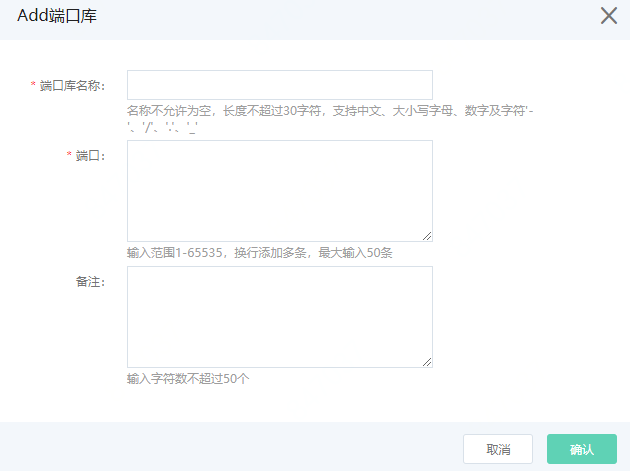 Add端口库
* 端口库名称：
名称不允许为空，长度不超过30字符，支持中文、大小写字母、数字及字符'-
'、'/'、'.'、'_'
* 端口：
输入范围1-65535，换行添加多条，最大输入50条
备注：
输入字符数不超过50个
取消
确认